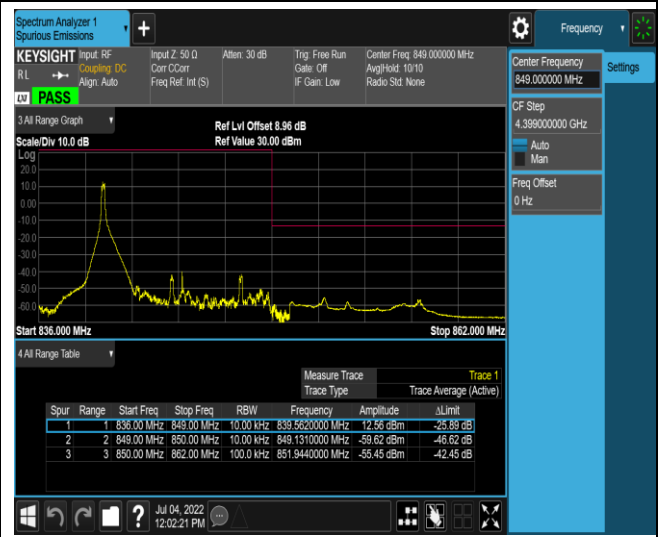 Spectrum Analyzer 1
Spurious Emissions
Frequency
KEYSIGHT Input: RF Input Z: 50 Ω Atten: 30 dB Trig: Free Run Center Freq: 849.000000 MHz
RL Coupling: DC Corr CCorr Gate: Off Avg|Hold: 10/10
Align: Auto Freq Ref: Int (S) IF Gain: Low Radio Std: None
LXI PASS
3 All Range Graph
Ref Lvl Offset 8.96 dB
Scale/Div 10.0 dB Ref Value 30.00 dBm
Log
20.0
10.0
0.00
-10.0
-20.0
-30.0
-40.0
-50.0
-60.0
Start 836.000 MHz Stop 862.000 MHz
4 All Range Table
Measure Trace Trace 1
Trace Type Trace Average (Active)
Spur Range Start Freq Stop Freq RBW Frequency Amplitude ΔLimit
1 1 836.00 MHz 849.00 MHz 10.00 kHz 839.5620000 MHz 12.56 dBm -25.89 dB
2 2 849.00 MHz 850.00 MHz 10.00 kHz 849.1310000 MHz -59.62 dBm -46.62 dB
3 3 850.00 MHz 862.00 MHz 100.0 kHz 851.9440000 MHz -55.45 dBm -42.45 dB
Jul 04, 2022
12:02:21 PM
Center Frequency
849.000000 MHz
Settings
CF Step
4.399000000 GHz
Auto
Man
Freq Offset
0 Hz